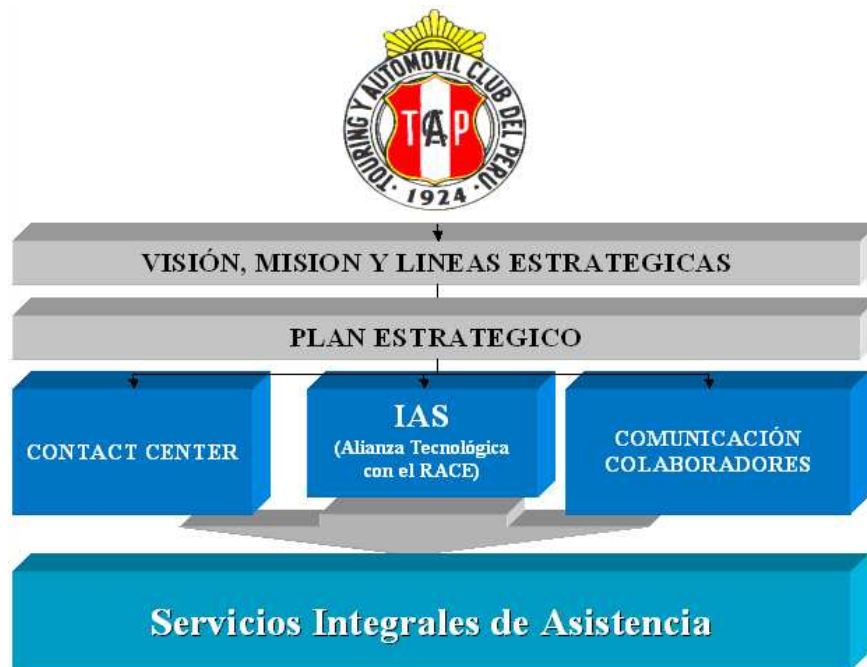 TOURING Y AUTOMOVIL CLUB DEL PERU
TAP
· 1924 ·
VISIÓN, MISION Y LINEAS ESTRATEGICAS
PLAN ESTRATEGICO
CONTACT CENTER
IAS
(Alianza Tecnológica
con el RACE)
COMUNICACIÓN
COLABORADORES
Servicios Integrales de Asistencia